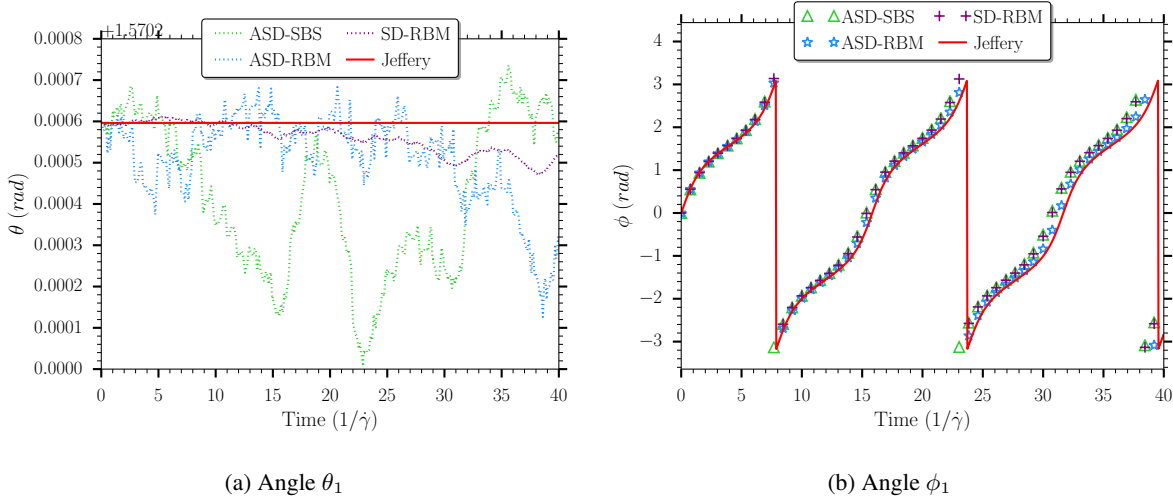 +1.5702
ASD-SBS
ASD-RBM
SD-RBM
Jeffery
0.0008
0.0007
0.0006
0.0005
0.0004
0.0003
0.0002
0.0001
0.0000
θ (rad)
0 5 10 15 20 25 30 35 40
Time (1/γ̇)
(a) Angle θ₁
ASD-SBS
ASD-RBM
SD-RBM
Jeffery
4
3
2
1
0
−1
−2
−3
ϕ (rad)
0 5 10 15 20 25 30 35 40
Time (1/γ̇)
(b) Angle ϕ₁